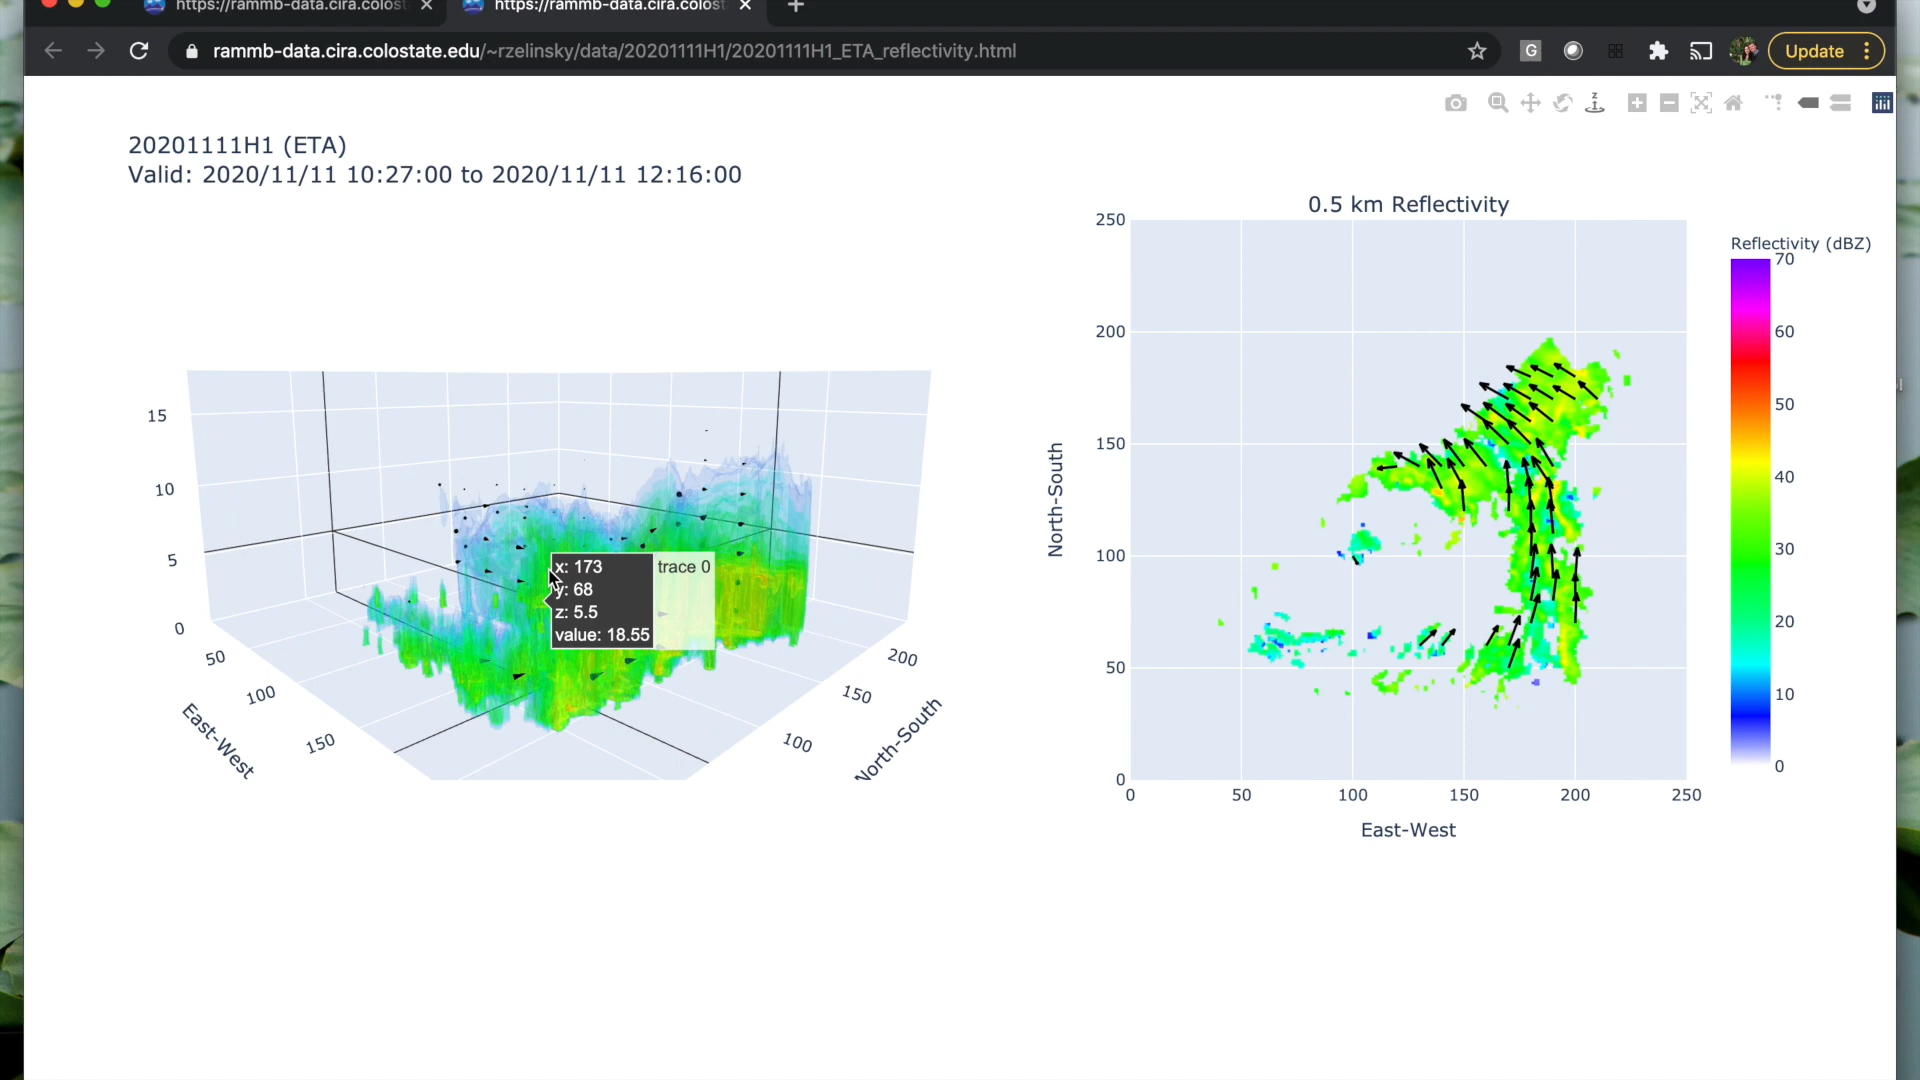 https://rammb-data.cira.colost
https://rammb-data.cira.colost
rammb-data.cira.colostate.edu/~rzelinsky/data/20201111H1/20201111H1_ETA_reflectivity.html
G
Update
20201111H1 (ETA)
Valid: 2020/11/11 10:27:00 to 2020/11/11 12:16:00
15
10
5
0
50
100
150
East-West
200
150
100
North-South
x: 173
y: 68
z: 5.5
value: 18.55
trace 0
0.5 km Reflectivity
250
200
150
100
50
0
North-South
0
50
100
150
200
250
East-West
Reflectivity (dBZ)
70
60
50
40
30
20
10
0